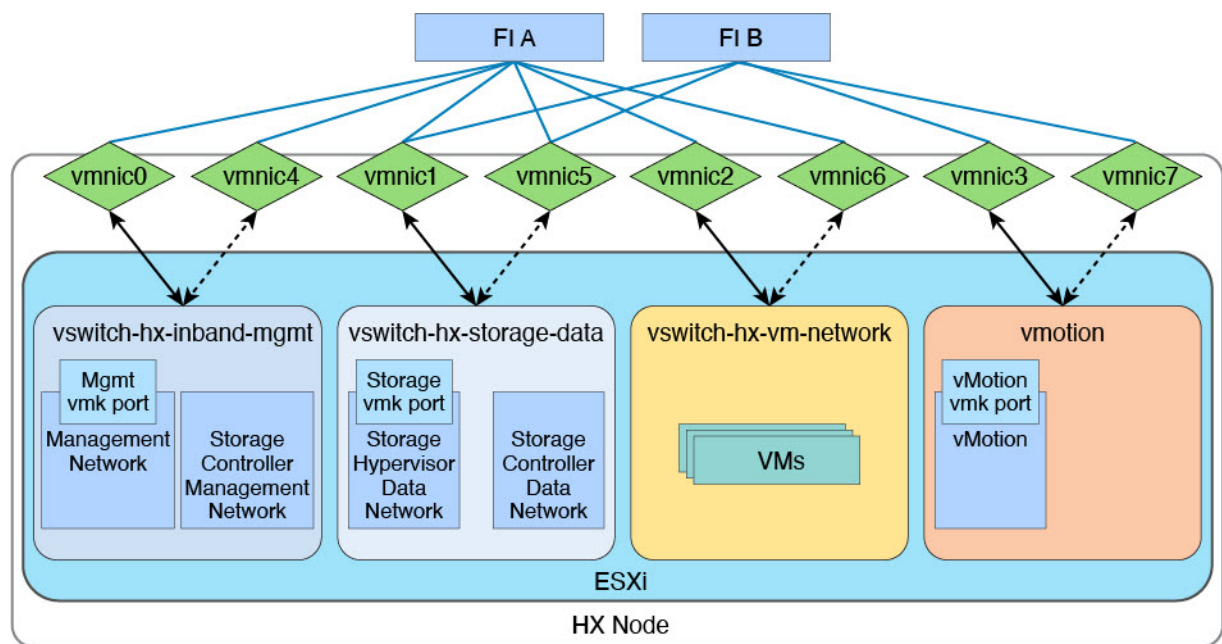 FI A
FI B
vmnic0
vmnic4
vmnic1
vmnic5
vmnic2
vmnic6
vmnic3
vmnic7
vswitch-hx-inband-mgmt
Mgmt
vmk port
Management
Network
Storage
Controller
Management
Network
vswitch-hx-storage-data
Storage
vmk port
Storage
Hypervisor
Data
Network
Storage
Controller
Data
Network
vswitch-hx-vm-network
VMs
vmotion
vMotion
vmk port
vMotion
ESXi
HX Node